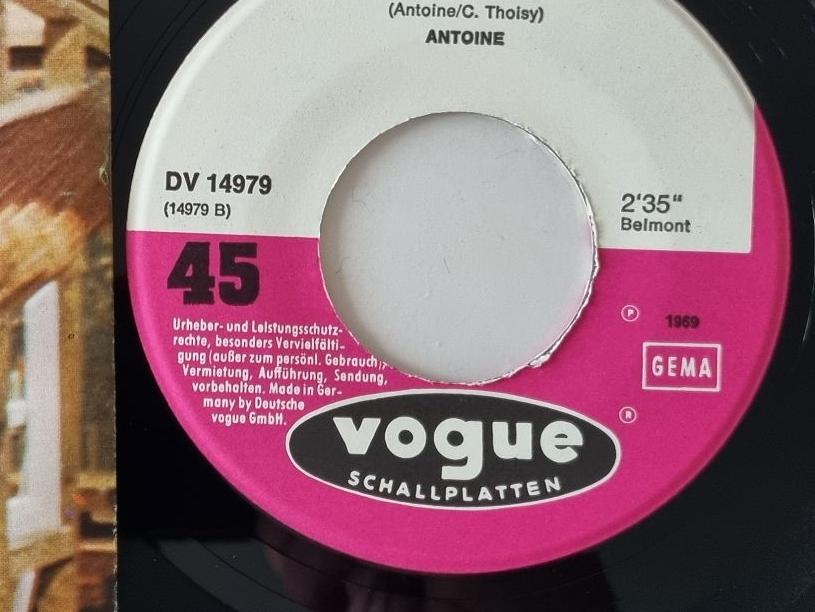 (Antoine/C. Thoisy)
ANTOINE
DV 14979
(14979 B)
2'35"
Belmont
45
Urheber- und Leistungsschutz-
rechte, besonders Vervielfälti-
gung (außer zum persönl. Gebrauch),
Vermietung, Aufführung, Sendung,
vorbehalten. Made in Ger-
many by Deutsche
vogue GmbH.
Ⓟ 1969
GEMA
®
vogue
SCHALLPLATTEN